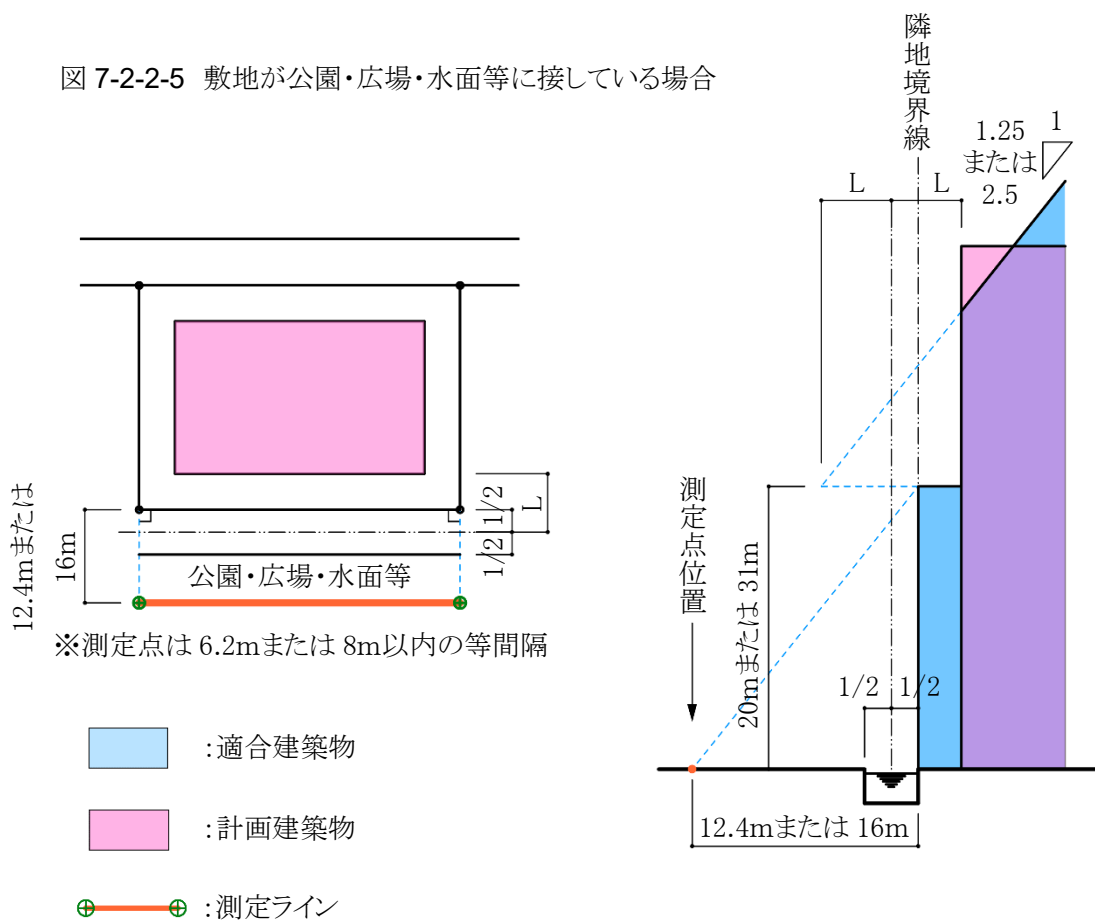 図 7-2-2-5 敷地が公園・広場・水面等に接している場合
隣地境界線
1.25
または
2.5
1
L
L
12.4mまたは
16m
L
1/2
1/2
公園・広場・水面等
※測定点は 6.2mまたは 8m以内の等間隔
測定点位置
20mまたは 31m
1/2
1/2
12.4mまたは 16m
:適合建築物
:計画建築物
:測定ライン